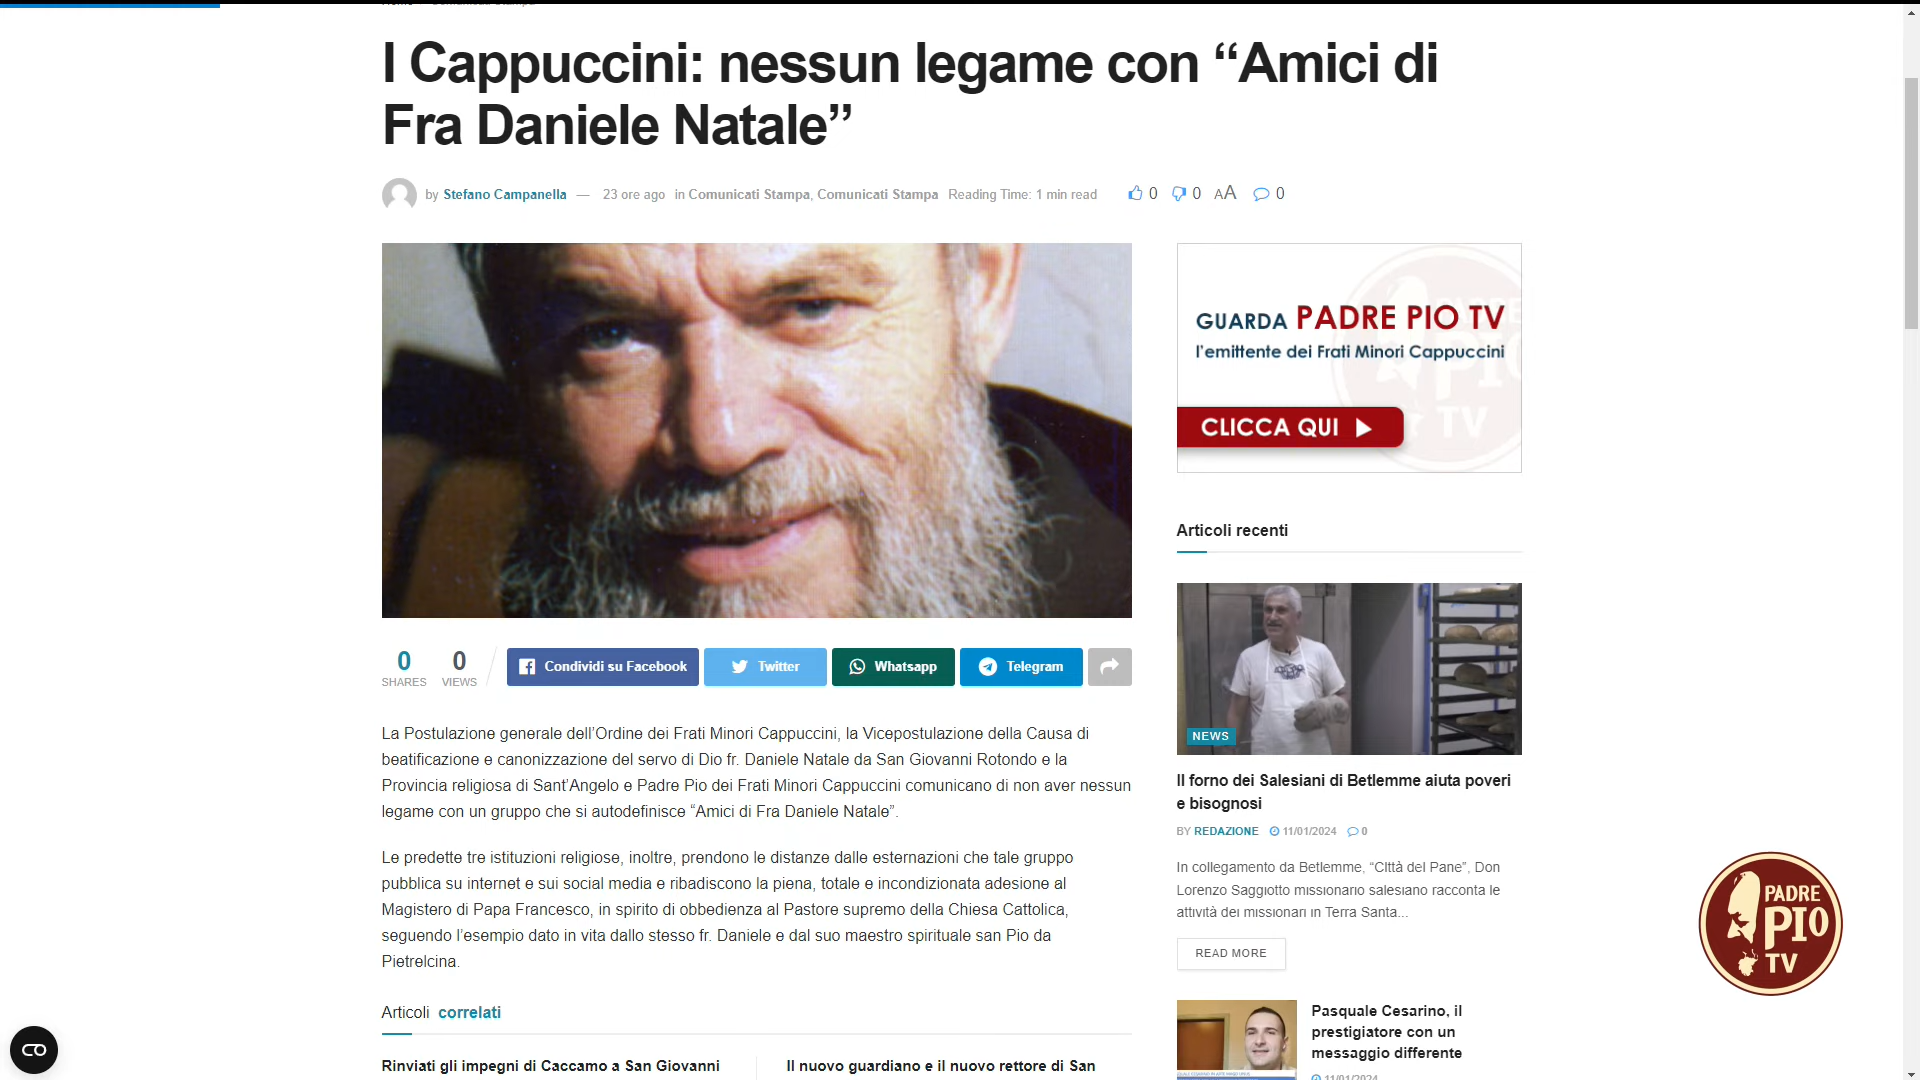 I Cappuccini: nessun legame con “Amici di
Fra Daniele Natale”
by Stefano Campanella — 23 ore ago in Comunicati Stampa, Comunicati Stampa Reading Time: 1 min read 0 0 AA 0
GUARDA PADRE PIO TV
l’emittente dei Frati Minori Cappuccini
CLICCA QUI
0 SHARES
0 VIEWS
Condividi su Facebook
Twitter
Whatsapp
Telegram
La Postulazione generale dell’Ordine dei Frati Minori Cappuccini, la Vicepostulazione della Causa di
beatificazione e canonizzazione del servo di Dio fr. Daniele Natale da San Giovanni Rotondo e la
Provincia religiosa di Sant’Angelo e Padre Pio dei Frati Minori Cappuccini comunicano di non aver nessun
legame con un gruppo che si autodefinisce “Amici di Fra Daniele Natale”.
Le predette tre istituzioni religiose, inoltre, prendono le distanze dalle esternazioni che tale gruppo
pubblica su internet e sui social media e ribadiscono la piena, totale e incondizionata adesione al
Magistero di Papa Francesco, in spirito di obbedienza al Pastore supremo della Chiesa Cattolica,
seguendo l’esempio dato in vita dallo stesso fr. Daniele e dal suo maestro spirituale san Pio da
Pietrelcina.
Articoli correlati
Rinviati gli impegni di Caccamo a San Giovanni
Il nuovo guardiano e il nuovo rettore di San
Articoli recenti
NEWS
Il forno dei Salesiani di Betlemme aiuta poveri
e bisognosi
BY REDAZIONE 11/01/2024 0
In collegamento da Betlemme, “CIttà del Pane”, Don
Lorenzo Saggiotto missionario salesiano racconta le
attività dei missionari in Terra Santa...
READ MORE
Pasquale Cesarino, il
prestigiatore con un
messaggio differente
11/01/2024
PADRE
PIO
TV